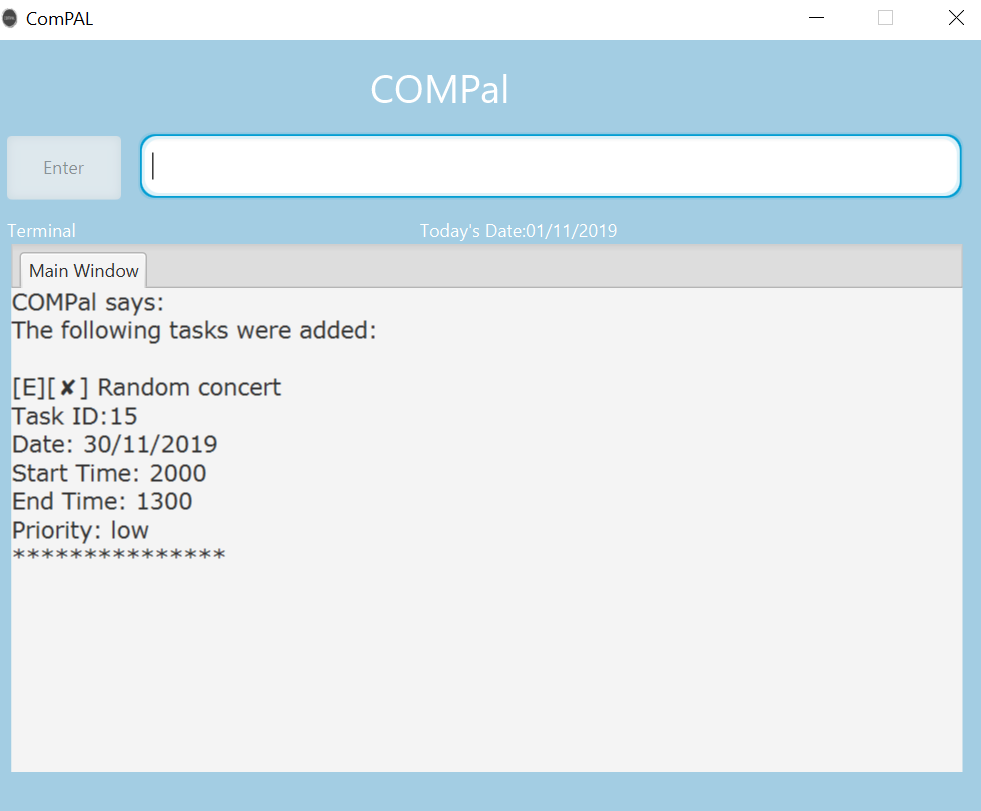 ComPAL
COMPal
Enter
Terminal
Today's Date:01/11/2019
Main Window
COMPal says:
The following tasks were added:
[E][✘] Random concert
Task ID:15
Date: 30/11/2019
Start Time: 2000
End Time: 1300
Priority: low
***************